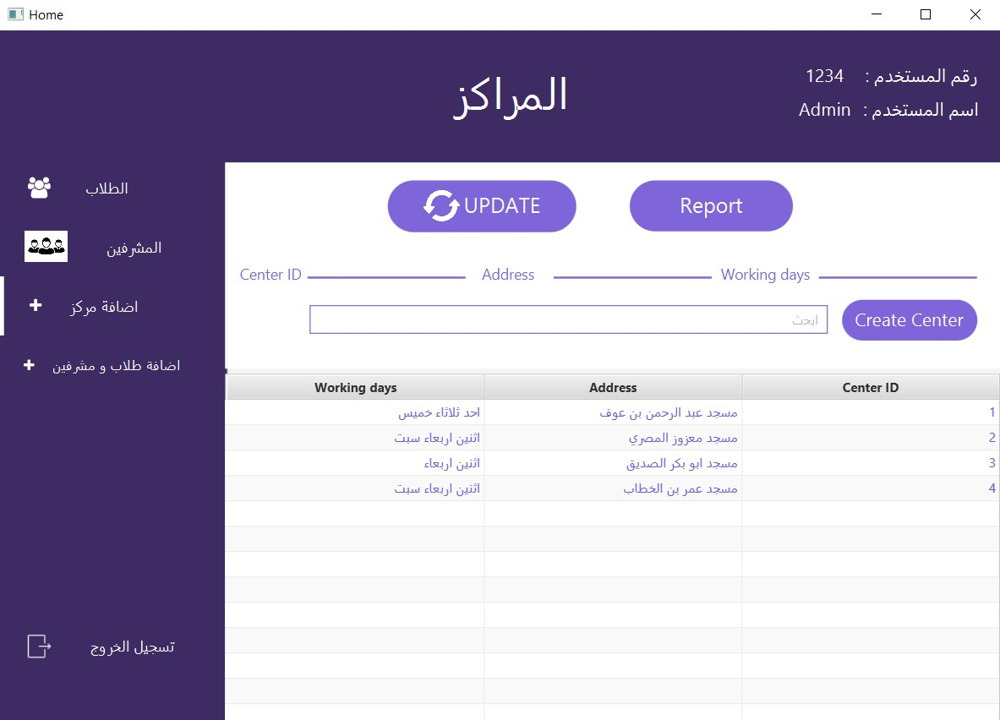 Home
المراكز
رقم المستخدم : 1234
اسم المستخدم : Admin
الطلاب
المشرفين
اضافة مركز
اضافة طلاب و مشرفين
تسجيل الخروج
UPDATE
Report
Center ID
Address
Working days
ابحث
Create Center
Working days Address Center ID
احد ثلاثاء خميس مسجد عبد الرحمن بن عوف 1
اثنين اربعاء سبت مسجد معزوز المصري 2
اثنين اربعاء مسجد ابو بكر الصديق 3
اثنين اربعاء سبت مسجد عمر بن الخطاب 4